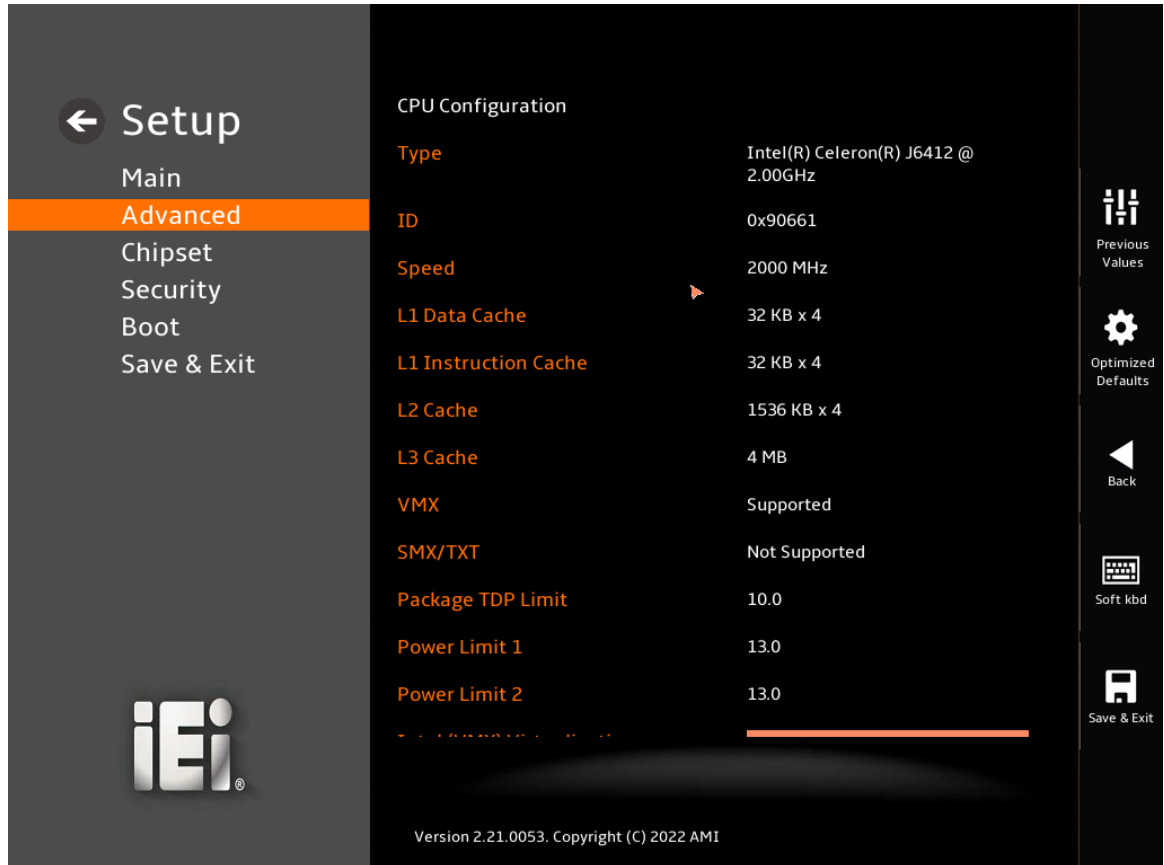 Setup
Main
Advanced
Chipset
Security
Boot
Save & Exit
iEi®
CPU Configuration
Type Intel(R) Celeron(R) J6412 @
2.00GHz
ID 0x90661
Speed 2000 MHz
L1 Data Cache 32 KB x 4
L1 Instruction Cache 32 KB x 4
L2 Cache 1536 KB x 4
L3 Cache 4 MB
VMX Supported
SMX/TXT Not Supported
Package TDP Limit 10.0
Power Limit 1 13.0
Power Limit 2 13.0
Version 2.21.0053. Copyright (C) 2022 AMI
Previous
Values
Optimized
Defaults
Back
Soft kbd
Save & Exit